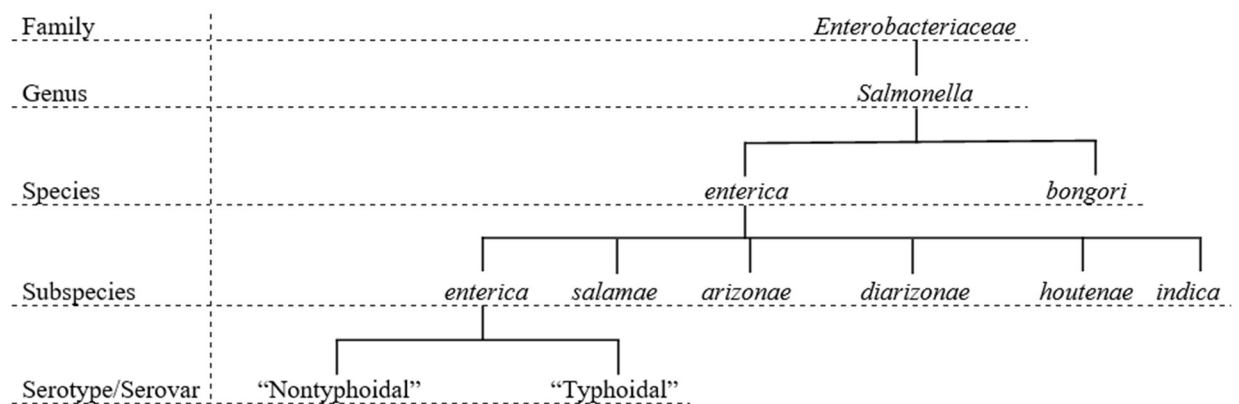 Family Enterobacteriaceae
Genus Salmonella
Species enterica bongori
Subspecies enterica salamae arizonae diarizonae houtenae indica
Serotype/Serovar “Nontyphoidal” “Typhoidal”